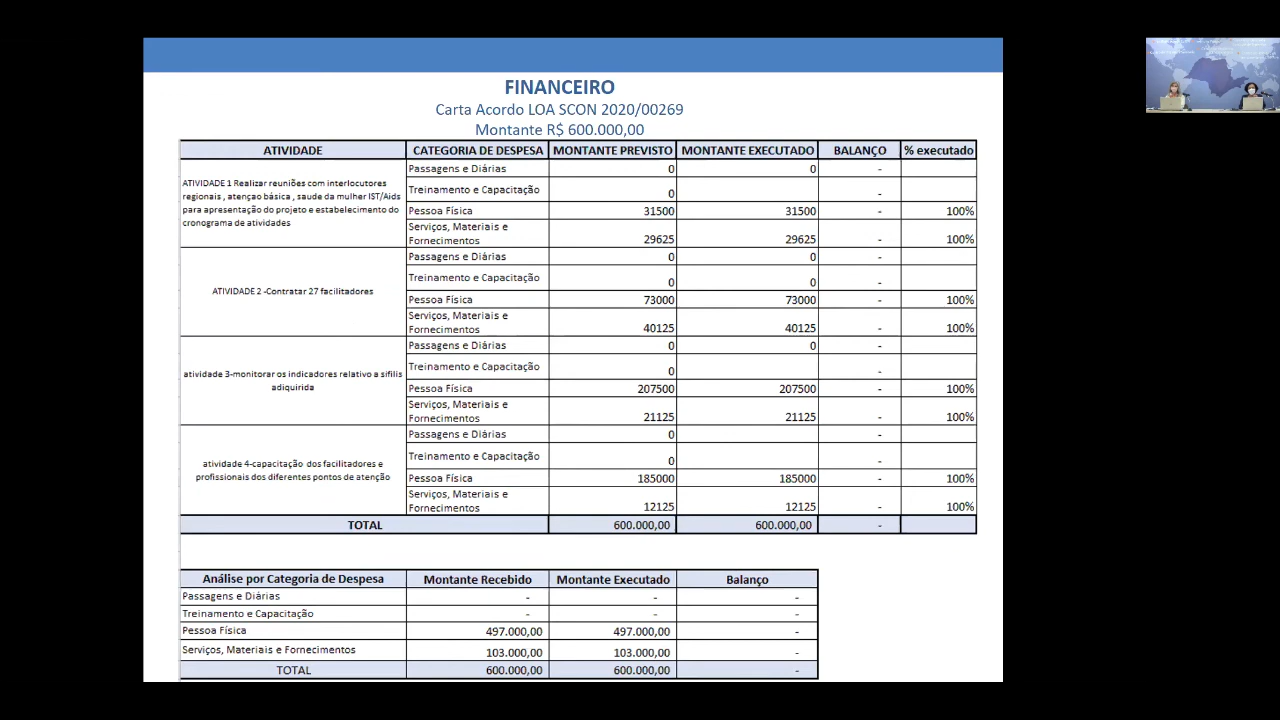 FINANCEIRO
Carta Acordo LOA SCON 2020/00269
Montante R$ 600.000,00
ATIVIDADE CATEGORIA DE DESPESA MONTANTE PREVISTO MONTANTE EXECUTADO BALANÇO % executado
ATIVIDADE 1 Realizar reuniões com interlocutores
regionais , atençao básica , saude da mulher IST/Aids
para apresentação do projeto e estabelecimento do
cronograma de atividades
Passagens e Diárias 0 0 -
Treinamento e Capacitação 0 -
Pessoa Física 31500 31500 - 100%
Serviços, Materiais e
Fornecimentos 29625 29625 - 100%
ATIVIDADE 2 -Contratar 27 facilitadores
Passagens e Diárias 0 0 -
Treinamento e Capacitação 0 0 -
Pessoa Física 73000 73000 - 100%
Serviços, Materiais e
Fornecimentos 40125 40125 - 100%
atividade 3-monitorar os indicadores relativo a sífilis
adiquirida
Passagens e Diárias 0 0 -
Treinamento e Capacitação 0 -
Pessoa Física 207500 207500 - 100%
Serviços, Materiais e
Fornecimentos 21125 21125 - 100%
atividade 4-capacitação dos facilitadores e
profissionais dos diferentes pontos de atenção
Passagens e Diárias 0 -
Treinamento e Capacitação 0 -
Pessoa Física 185000 185000 - 100%
Serviços, Materiais e
Fornecimentos 12125 12125 - 100%
TOTAL 600.000,00 600.000,00 -
Análise por Categoria de Despesa Montante Recebido Montante Executado Balanço
Passagens e Diárias - - -
Treinamento e Capacitação - - -
Pessoa Física 497.000,00 497.000,00 -
Serviços, Materiais e Fornecimentos 103.000,00 103.000,00 -
TOTAL 600.000,00 600.000,00 -